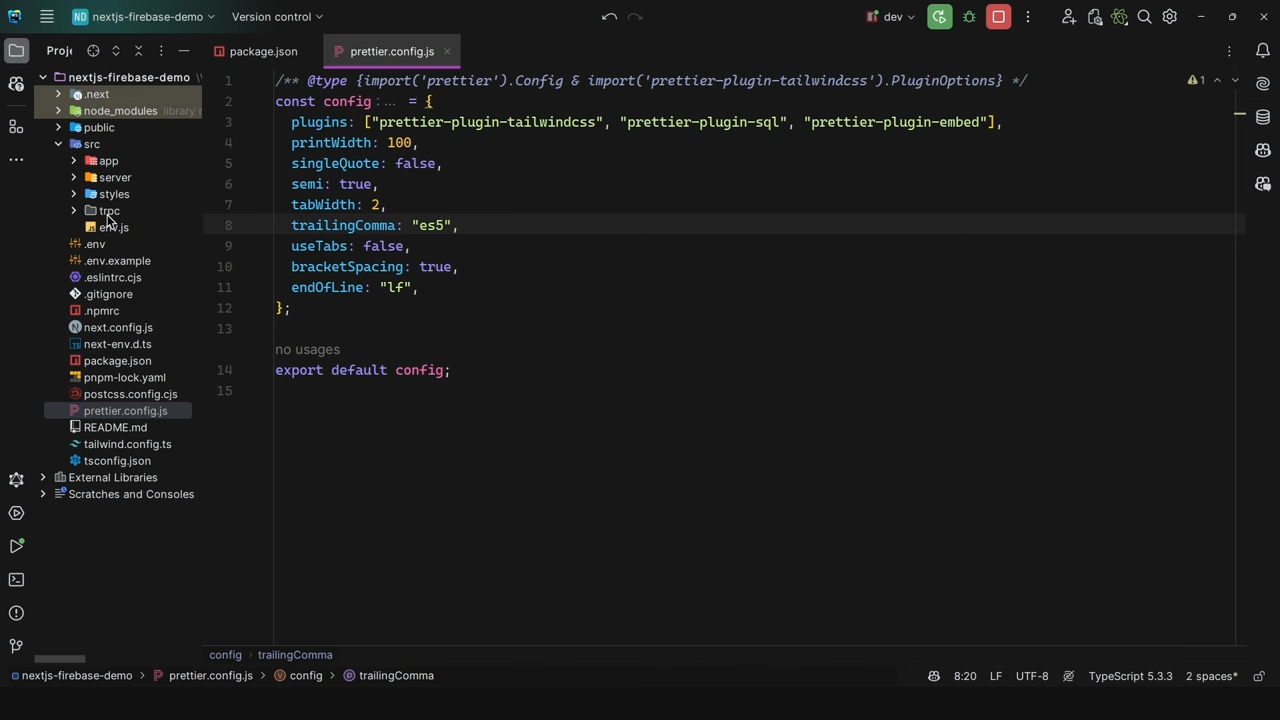 ND nextjs-firebase-demo Version control dev
Proje package.json prettier.config.js
nextjs-firebase-demo
.next
node_modules library r
public
src
app
server
styles
trpc
env.js
.env
.env.example
.eslintrc.cjs
.gitignore
.npmrc
next.config.js
next-env.d.ts
package.json
pnpm-lock.yaml
postcss.config.cjs
prettier.config.js
README.md
tailwind.config.ts
tsconfig.json
External Libraries
Scratches and Consoles
1 /** @type {import('prettier').Config & import('prettier-plugin-tailwindcss').PluginOptions} */
2 const config : ... = {
3 plugins: ["prettier-plugin-tailwindcss", "prettier-plugin-sql", "prettier-plugin-embed"],
4 printWidth: 100,
5 singleQuote: false,
6 semi: true,
7 tabWidth: 2,
8 trailingComma: "es5",
9 useTabs: false,
10 bracketSpacing: true,
11 endOfLine: "lf",
12 };
13
no usages
14 export default config;
15
1
config › trailingComma
nextjs-firebase-demo › prettier.config.js › config › trailingComma 8:20 LF UTF-8 TypeScript 5.3.3 2 spaces*